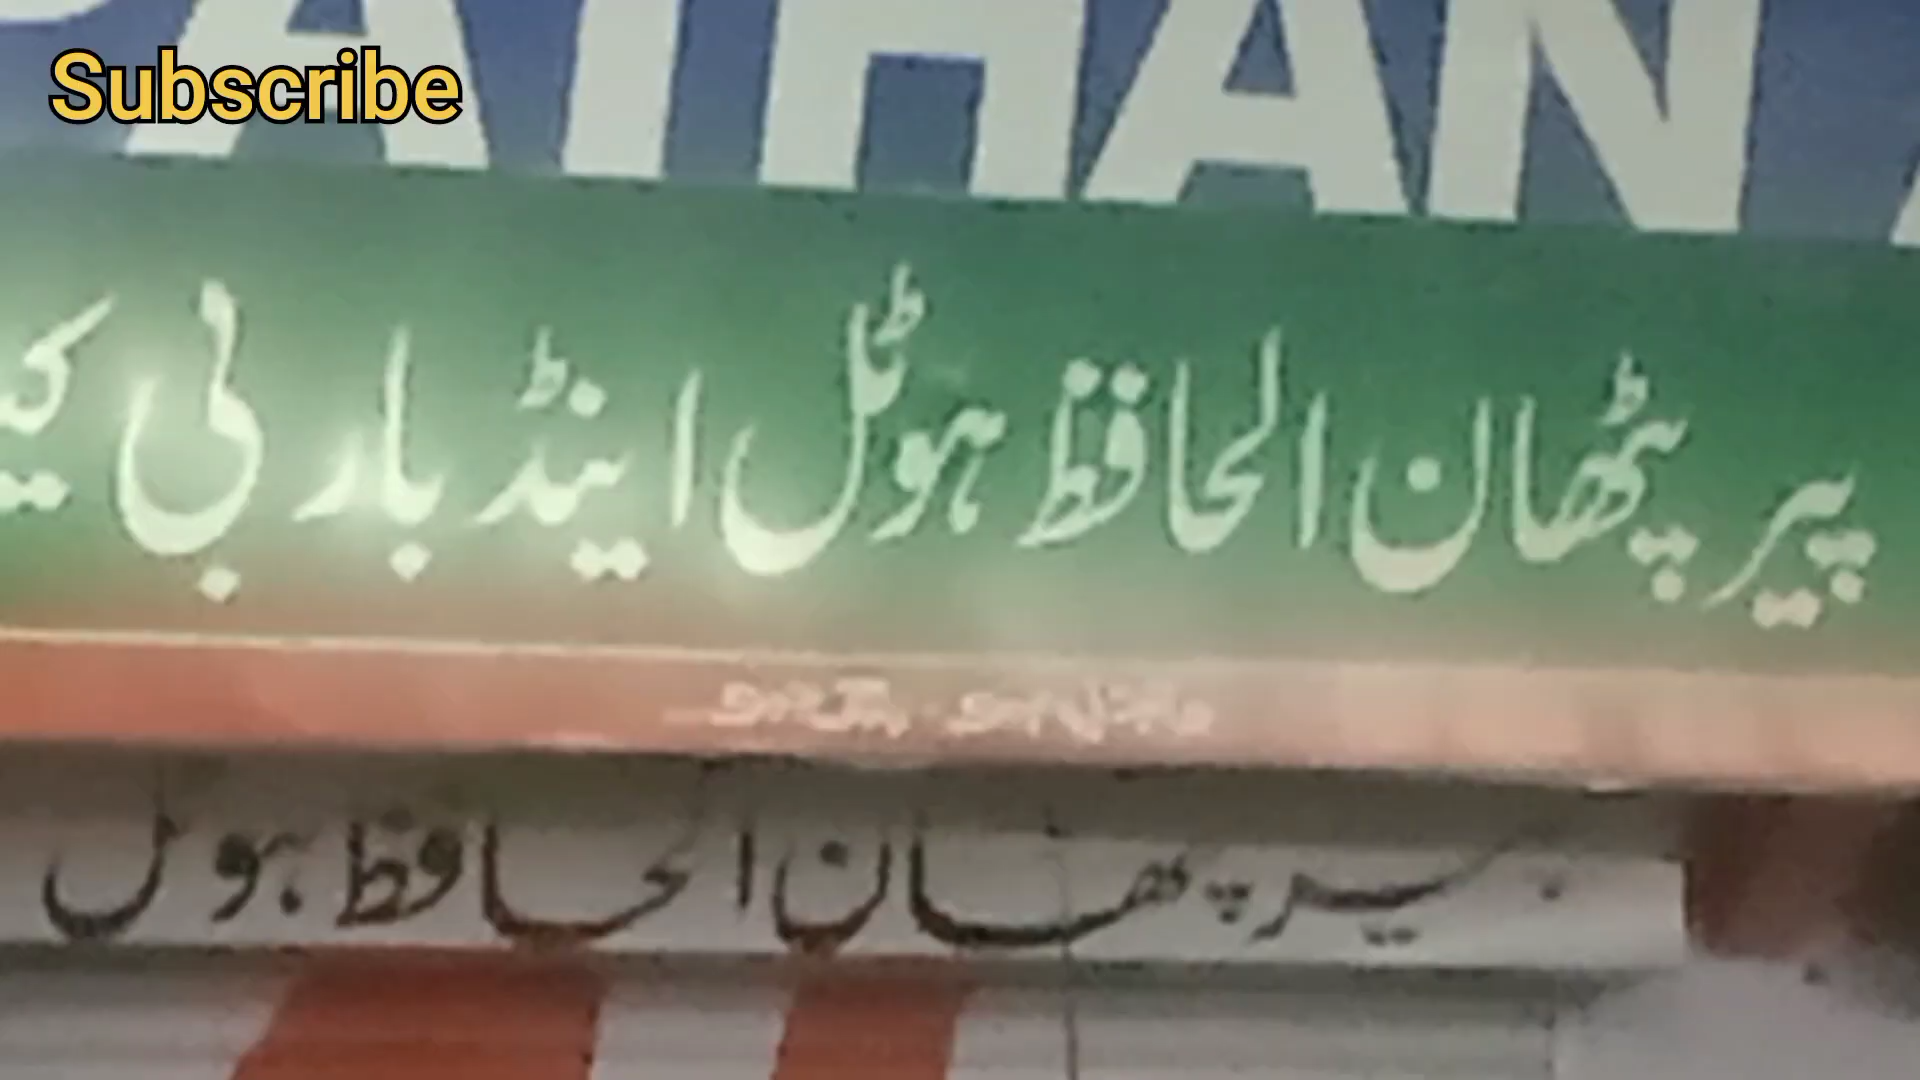 Subscribe
PATHAN
پیر پٹھان الحافظ ہوٹل اینڈ بار بی
پیر پٹھان الحافظ ہوٹل